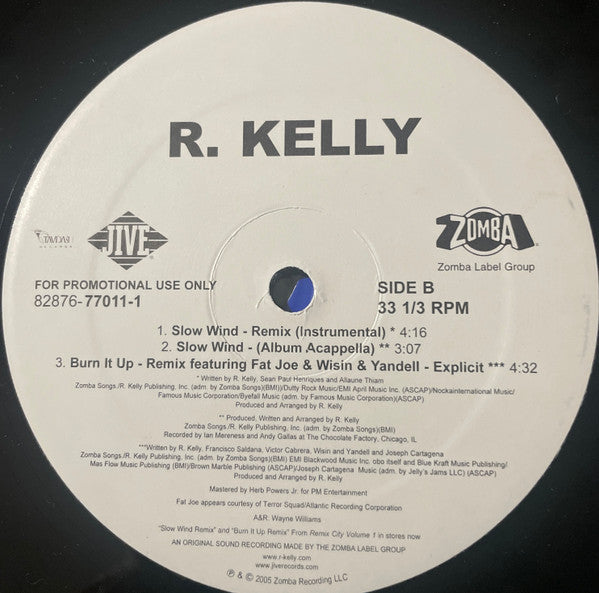 R. KELLY
JIVE
ZOMBA
Zomba Label Group
FOR PROMOTIONAL USE ONLY
82876-77011-1
SIDE B
33 1/3 RPM
1. Slow Wind - Remix (Instrumental) * 4:16
2. Slow Wind - (Album Acappella) ** 3:07
3. Burn It Up - Remix featuring Fat Joe & Wisin & Yandell - Explicit *** 4:32
* Written by R. Kelly, Sean Paul Henriques and Allaune Thiam
Zomba Songs./R. Kelly Publishing, Inc. (adm. by Zomba Songs)(BMI)/Dutty Rock Music/EMI April Music Inc. (ASCAP)/Nockainternational Music/
Famous Music Corporation/Byefall Music (adm. by Famous Music Corporation)(ASCAP)
Produced and Arranged by R. Kelly
** Produced, Written and Arranged by R. Kelly
Zomba Songs./R. Kelly Publishing, Inc. (adm. by Zomba Songs)(BMI)
Recorded by Ian Mereness and Andy Gallas at The Chocolate Factory, Chicago, IL
***Written by R. Kelly, Francisco Saldana, Victor Cabrera, Wisin and Yandell and Joseph Cartagena
Zomba Songs./R. Kelly Publishing, Inc. (adm. by Zomba Songs)(BMI) EMI Blackwood Music Inc. obo itself and Blue Kraft Music Publishing/
Mas Flow Music Publishing (BMI)/Brown Marble Publishing (ASCAP)/Joseph Cartagena Music (adm. by Jelly's Jams LLC) (ASCAP)
Produced and Arranged by R. Kelly
Mastered by Herb Powers Jr. for PM Entertainment
Fat Joe appears courtesy of Terror Squad/Atlantic Recording Corporation
A&R: Wayne Williams
"Slow Wind Remix" and "Burn It Up Remix" From Remix City Volume 1 in stores now
AN ORIGINAL SOUND RECORDING MADE BY THE ZOMBA LABEL GROUP
www.r-kelly.com
www.jiverecords.com
℗ & © 2005 Zomba Recording LLC